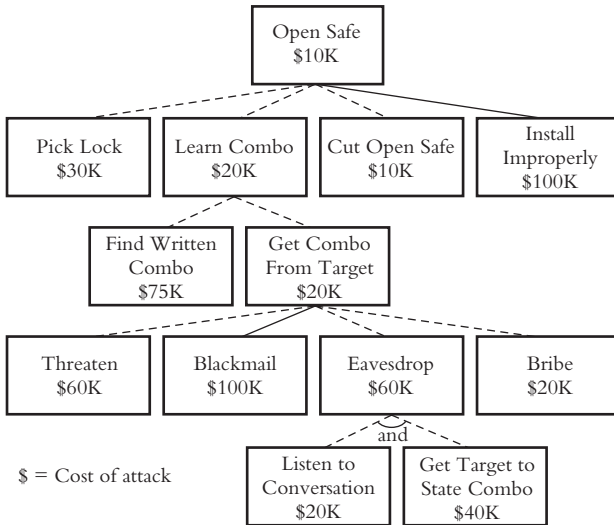 Open Safe
$10K
Pick Lock
$30K
Learn Combo
$20K
Cut Open Safe
$10K
Install
Improperly
$100K
Find Written
Combo
$75K
Get Combo
From Target
$20K
Threaten
$60K
Blackmail
$100K
Eavesdrop
$60K
Bribe
$20K
and
$ = Cost of attack
Listen to
Conversation
$20K
Get Target to
State Combo
$40K